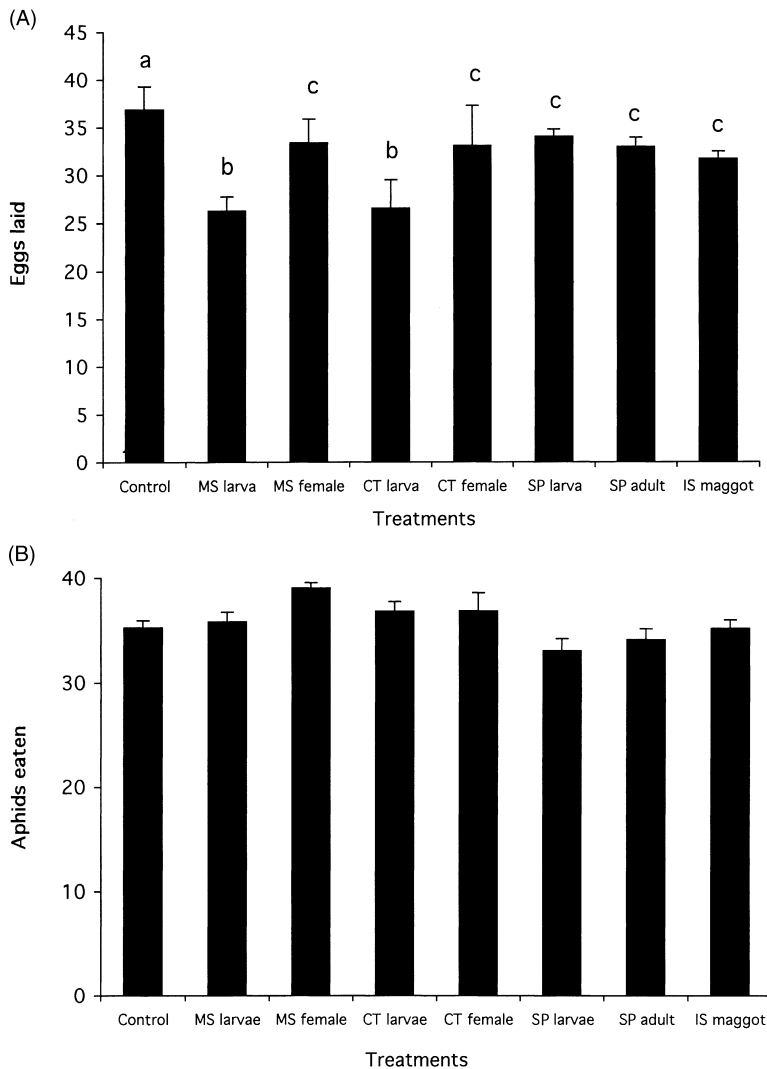 (A)
45
40
35
30
25
20
15
10
5
0
Eggs laid
a
b
c
b
c
c
c
c
Control MS larva MS female CT larva CT female SP larva SP adult IS maggot
Treatments
(B)
40
30
20
10
0
Aphids eaten
Control MS larvae MS female CT larvae CT female SP larvae SP adult IS maggot
Treatments